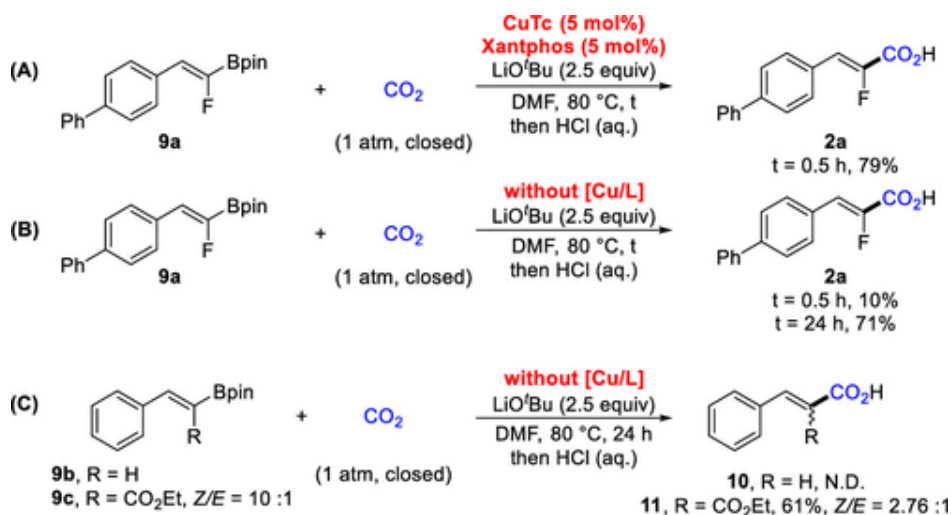 (A)
Ph
Bpin
F
9a
+
CO₂
(1 atm, closed)
CuTc (5 mol%)
Xantphos (5 mol%)
LiOᵗBu (2.5 equiv)
DMF, 80 °C, t
then HCl (aq.)
Ph
CO₂H
F
2a
t = 0.5 h, 79%
(B)
Ph
Bpin
F
9a
+
CO₂
(1 atm, closed)
without [Cu/L]
LiOᵗBu (2.5 equiv)
DMF, 80 °C, t
then HCl (aq.)
Ph
CO₂H
F
2a
t = 0.5 h, 10%
t = 24 h, 71%
(C)
Bpin
R
9b, R = H
9c, R = CO₂Et, Z/E = 10 :1
+
CO₂
(1 atm, closed)
without [Cu/L]
LiOᵗBu (2.5 equiv)
DMF, 80 °C, 24 h
then HCl (aq.)
CO₂H
R
10, R = H, N.D.
11, R = CO₂Et, 61%, Z/E = 2.76 :1